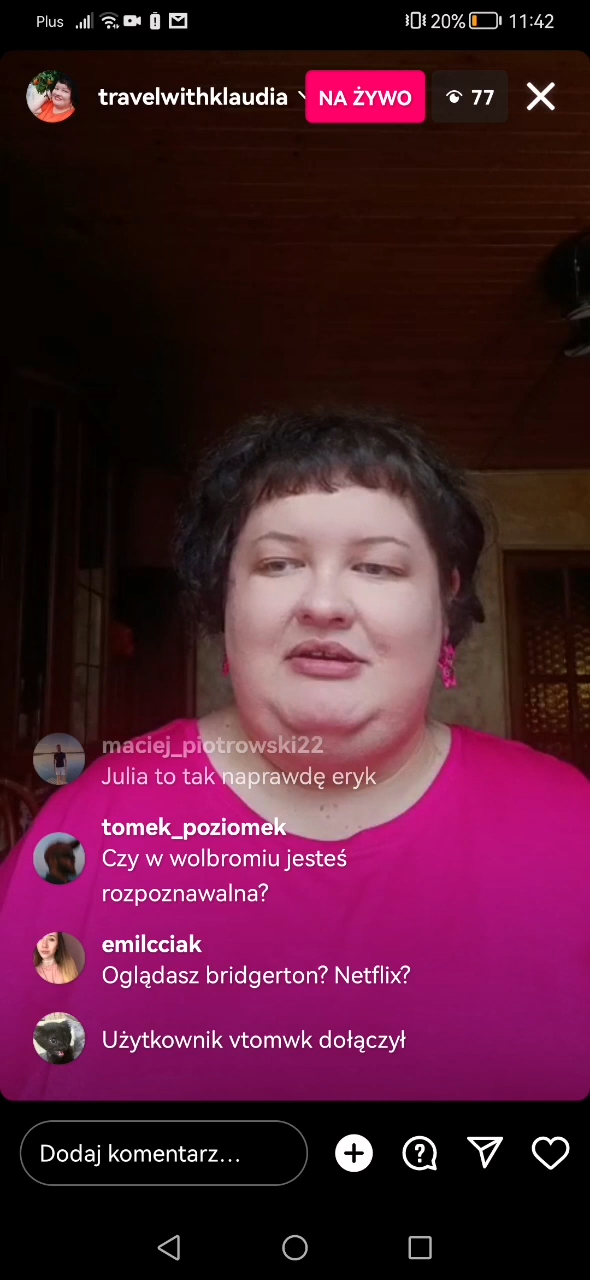 Plus 20% 11:42
travelwithklaudia NA ŻYWO 77
maciej_piotrowski22
Julia to tak naprawdę eryk
tomek_poziomek
Czy w wolbromiu jesteś
rozpoznawalna?
emilcciak
Oglądasz bridgerton? Netflix?
Użytkownik vtomwk dołączył
Dodaj komentarz...